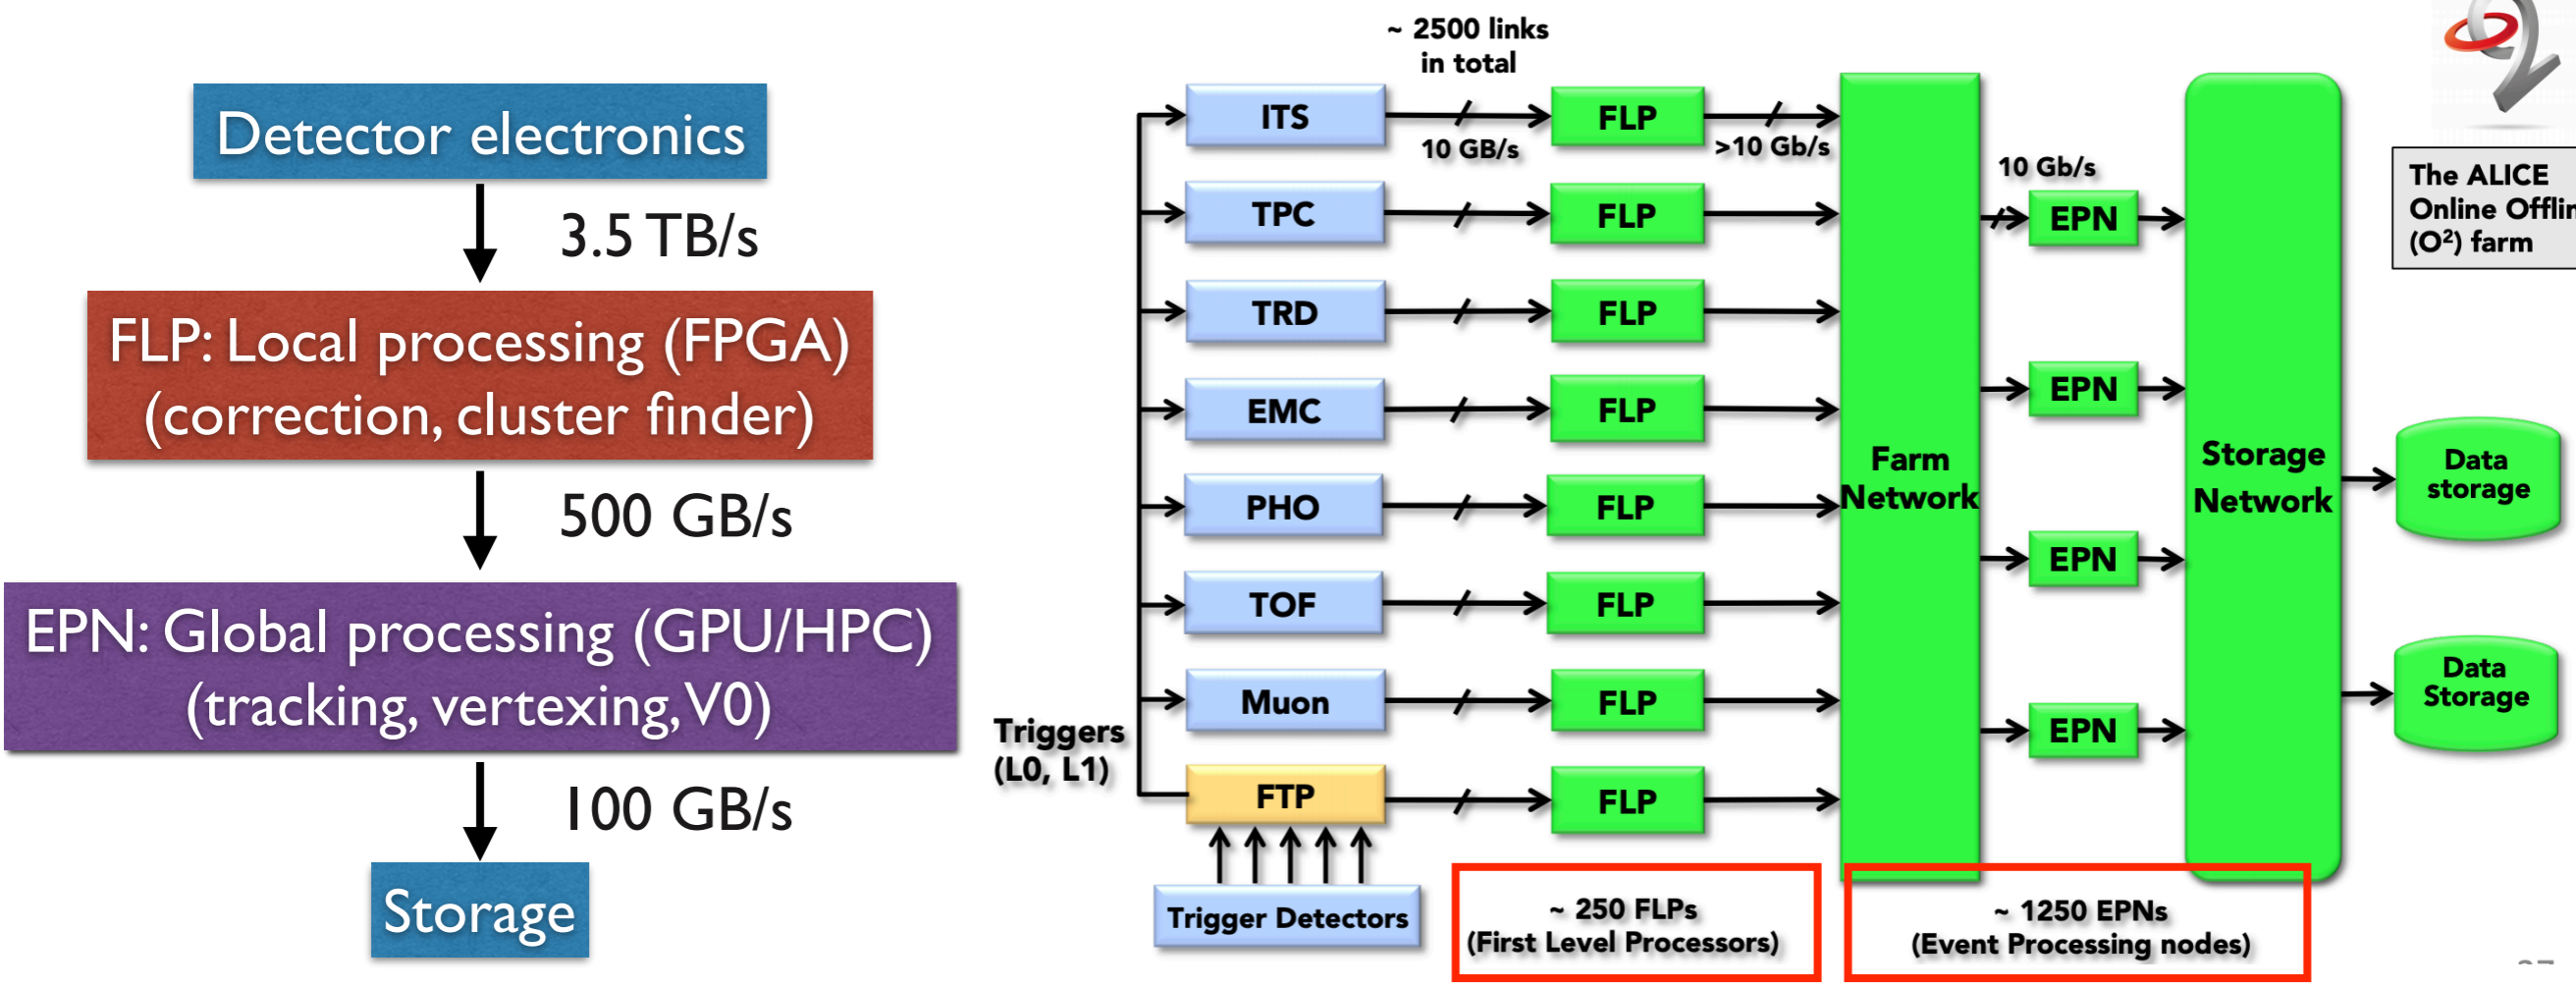 Detector electronics
3.5 TB/s
FLP: Local processing (FPGA)
(correction, cluster finder)
500 GB/s
EPN: Global processing (GPU/HPC)
(tracking, vertexing, V0)
100 GB/s
Storage
~ 2500 links
in total
ITS
10 GB/s
FLP
>10 Gb/s
TPC
FLP
TRD
FLP
EMC
FLP
PHO
FLP
TOF
FLP
Muon
FLP
Triggers
(L0, L1)
FTP
FLP
Trigger Detectors
~ 250 FLPs
(First Level Processors)
Farm
Network
10 Gb/s
EPN
EPN
EPN
EPN
~ 1250 EPNs
(Event Processing nodes)
Storage
Network
The ALICE
Online Offlin
(O²) farm
Data
storage
Data
Storage